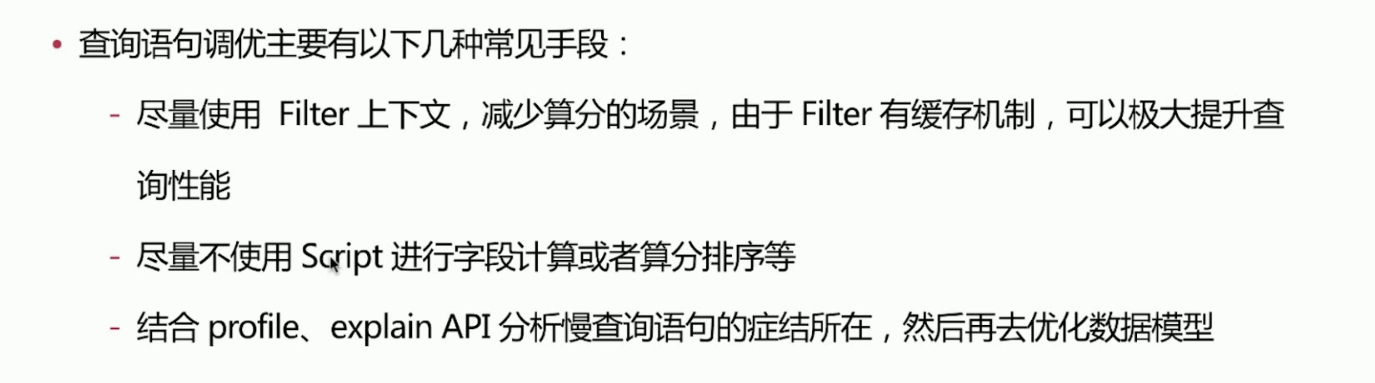 • 查询语句调优主要有以下几种常见手段：
- 尽量使用 Filter 上下文，减少算分的场景，由于 Filter 有缓存机制，可以极大提升查
询性能
- 尽量不使用 Script 进行字段计算或者算分排序等
- 结合 profile、explain API 分析慢查询语句的症结所在，然后再去优化数据模型